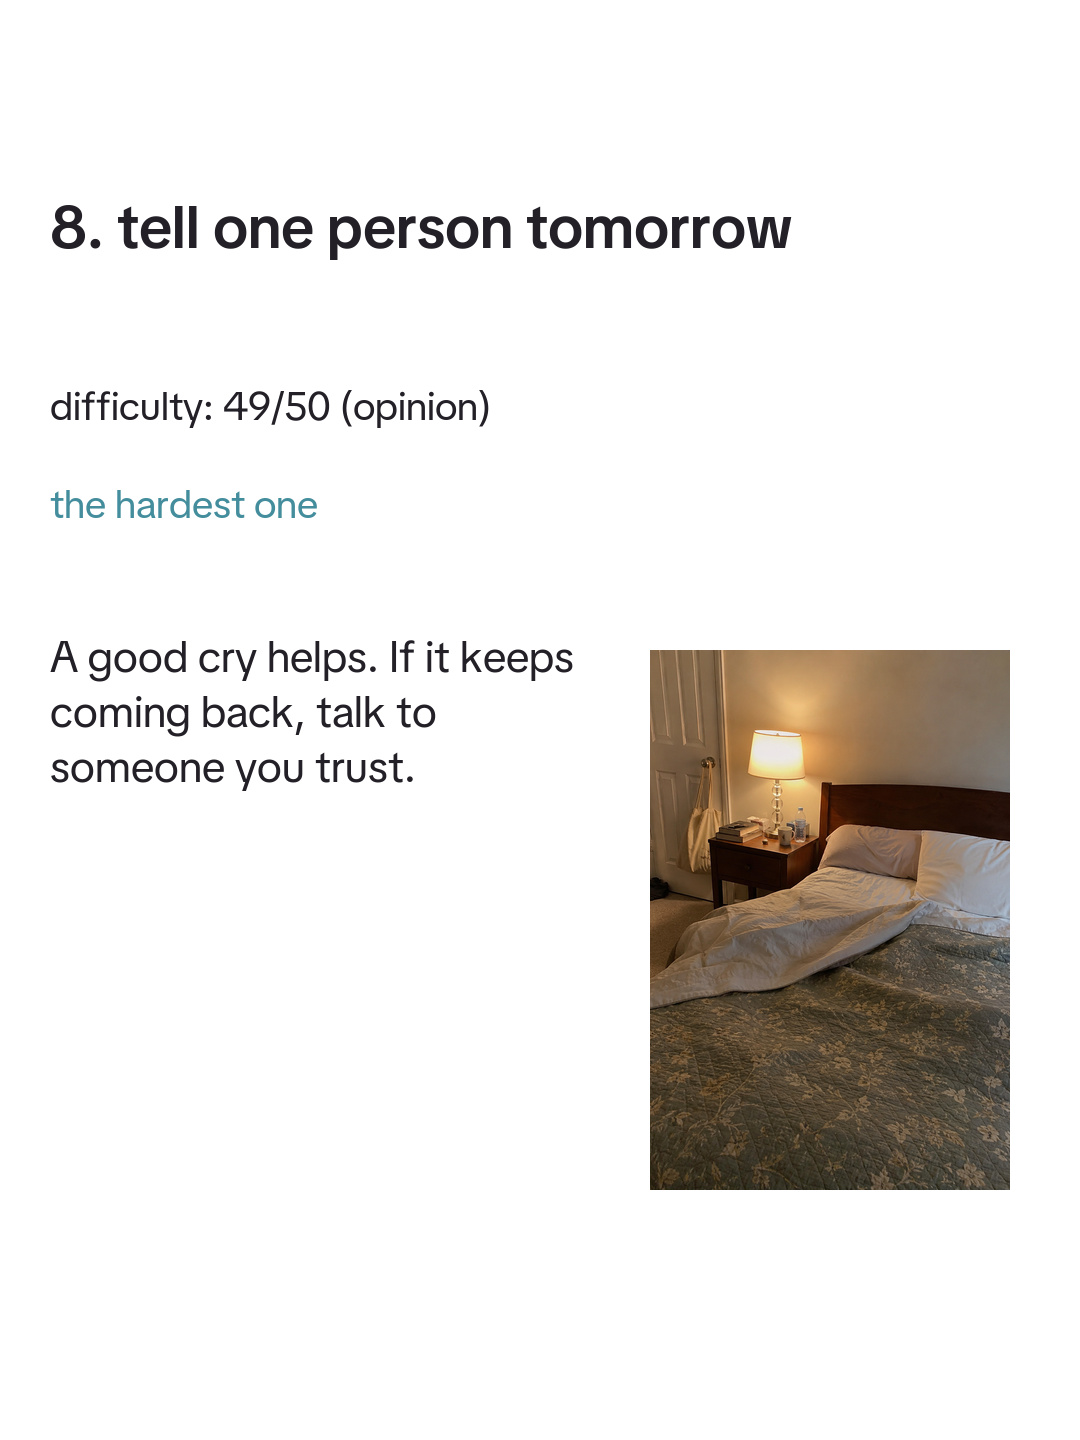 8. tell one person tomorrow
difficulty: 49/50 (opinion)
the hardest one
A good cry helps. If it keeps
coming back, talk to
someone you trust.